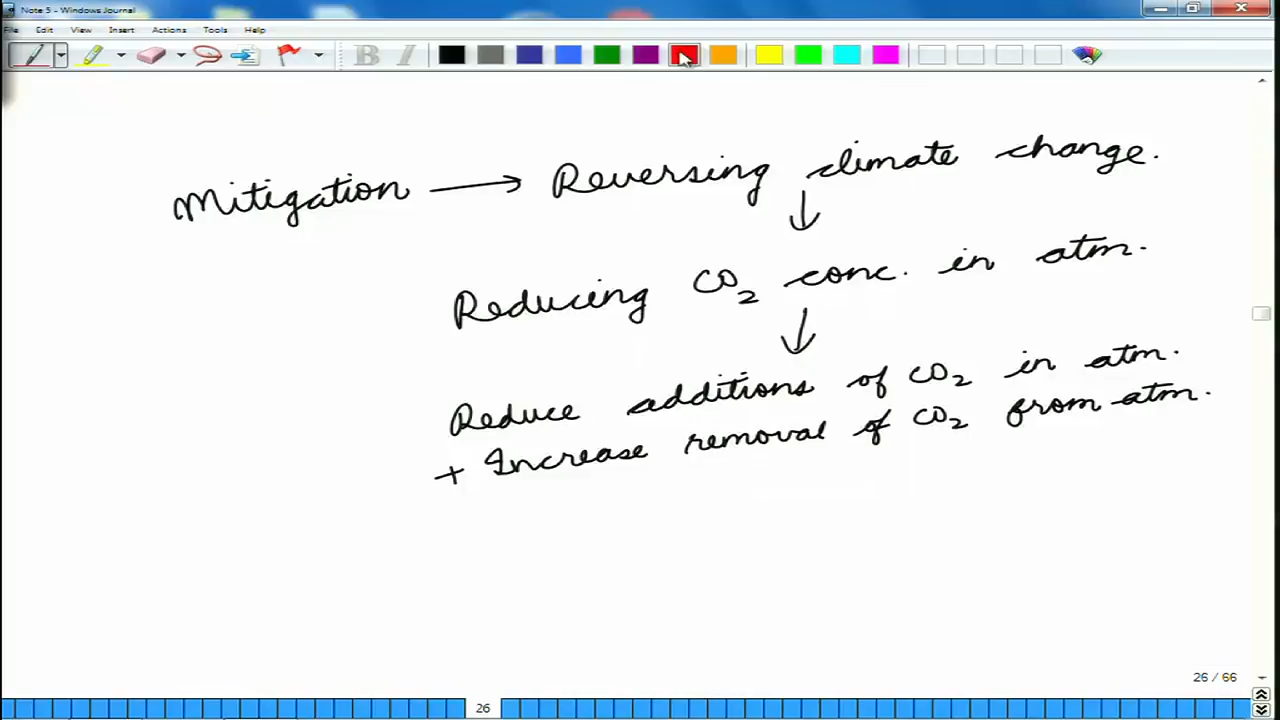 Note 5 - Windows Journal
File Edit View Insert Actions Tools Help
B I
Mitigation → Reversing climate change.
↓
Reducing CO₂ conc. in atm.
↓
Reduce additions of CO₂ in atm.
+ Increase removal of CO₂ from atm.
26 / 66
26